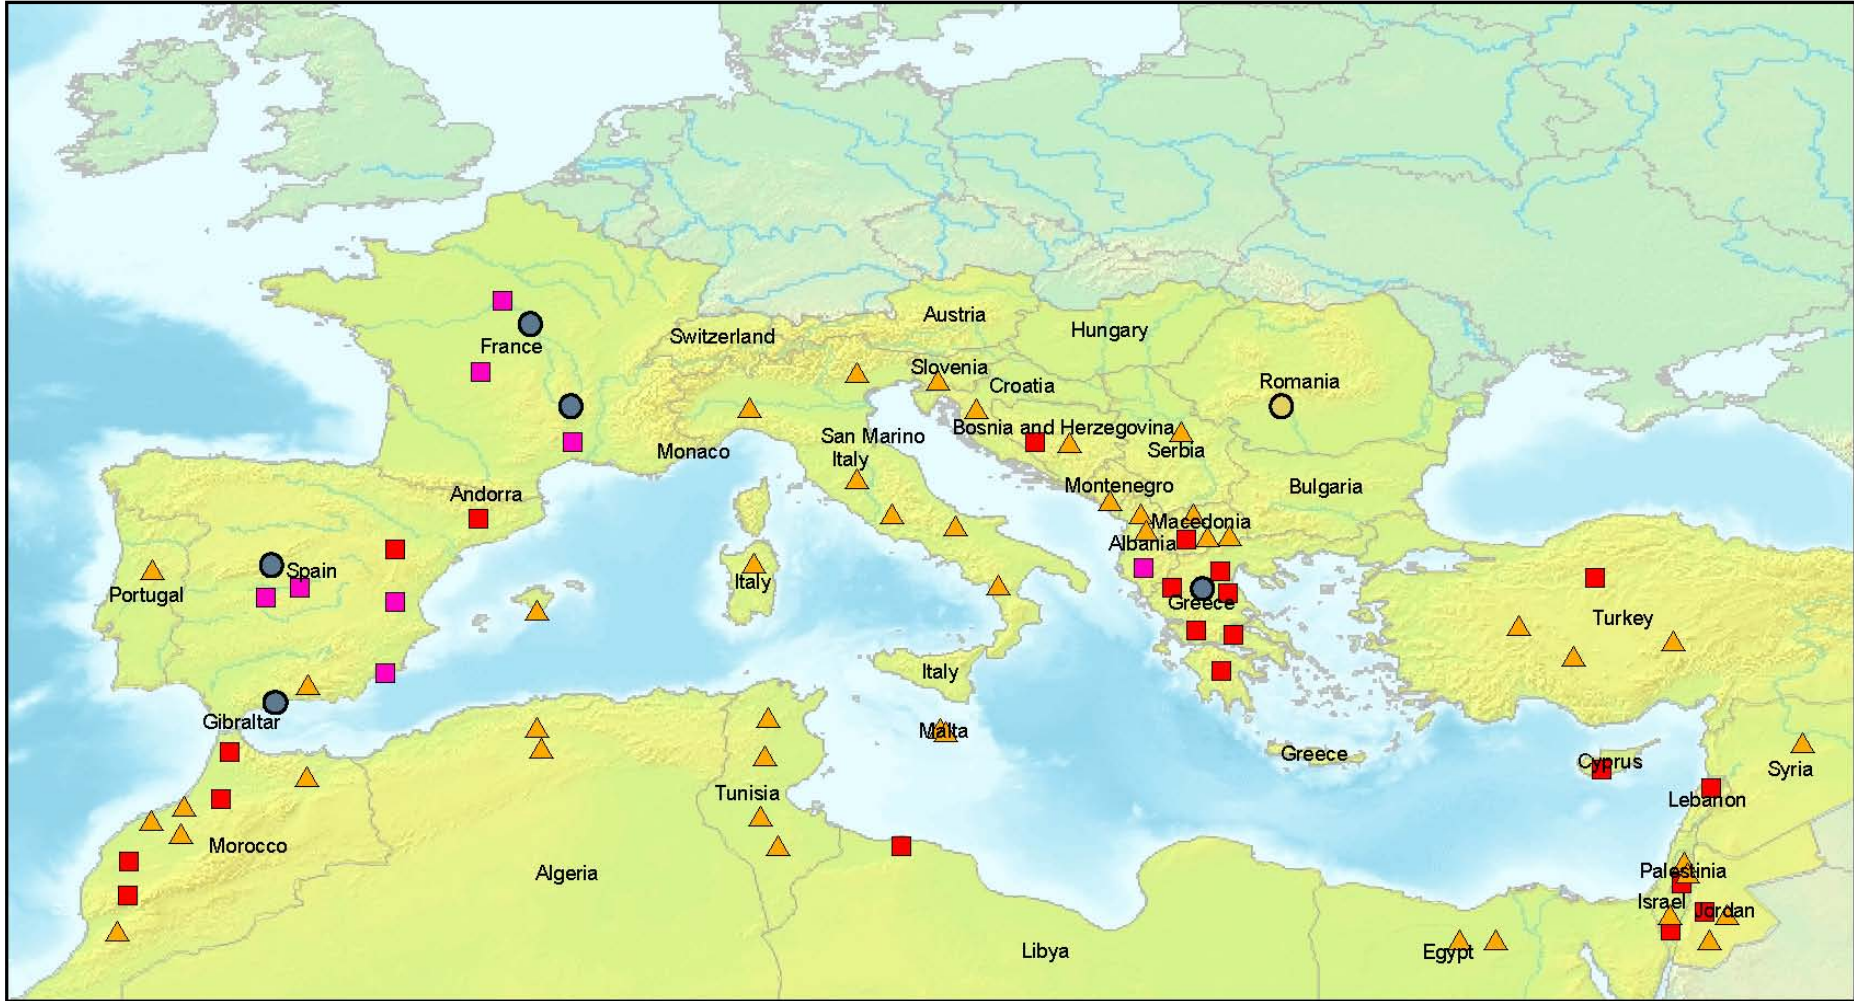 Austria
Hungary
Switzerland
France
Slovenia
Croatia
Romania
Bosnia and Herzegovina
San Marino
Italy
Serbia
Monaco
Montenegro
Bulgaria
Andorra
Macedonia
Albania
Spain
Portugal
Italy
Greece
Turkey
Italy
Gibraltar
Malta
Greece
Cyprus
Syria
Tunisia
Lebanon
Morocco
Algeria
Palestinia
Israel
Jordan
Libya
Egypt